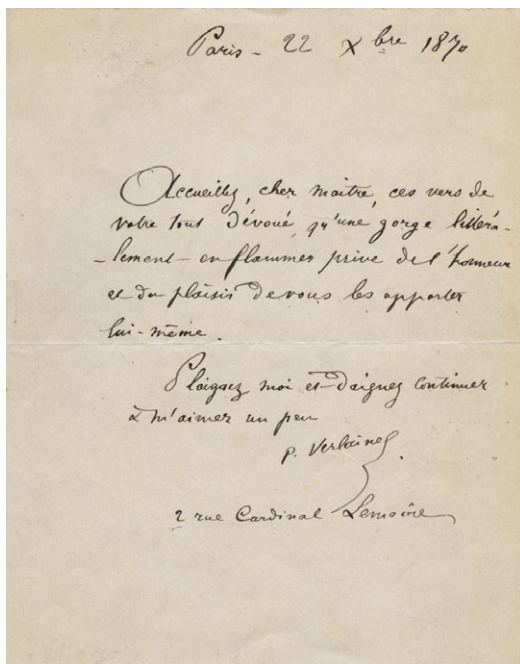 Paris - 22 Xbre 1870
Accueillez, cher maître, ces vers de
votre tout dévoué, qu'une gorge littéra-
-lement en flammes prive de l'honneur
et du plaisir de vous les apporter
lui-même.
Plaignez moi et daignez continuer
à m'aimer un peu
P. Verlaine.
2 rue Cardinal Lemoine